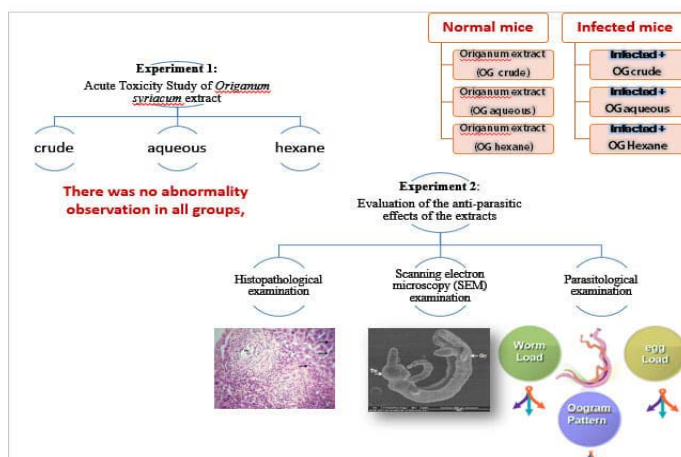 Normal mice
Origanum extract
(OG crude)
Origanum extract
(OG aqueous)
Origanum extract
(OG hexane)
Infected mice
Infected +
OG crude
Infected +
OG aqueous
Infected +
OG Hexane
Experiment 1:
Acute Toxicity Study of Origanum
syriacum extract
crude
aqueous
hexane
There was no abnormality
observation in all groups,
Experiment 2:
Evaluation of the anti-parasitic
effects of the extracts
Histopathological
examination
Scanning electron
microscopy (SEM)
examination
Parasitological
examination
Worm
Load
egg
Load
Oogram
Pattern